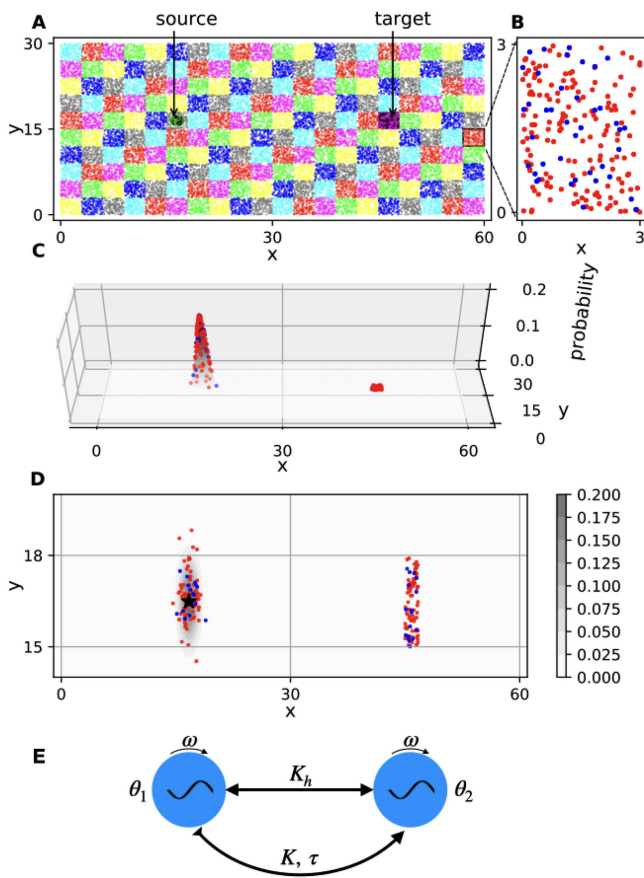 source target
A B
30
15
0
y
0 30 60
x
3
0
0 3
x
C
0.2
0.1
0.0
probability
30
15
0
y
0 30 60
x
D
18
15
y
0 30 60
x
0.200
0.175
0.150
0.125
0.100
0.075
0.050
0.025
0.000
E
ω ω
θ1 Kh θ2
K, τ